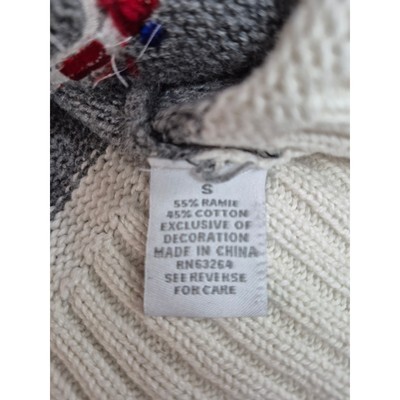 S
55% RAMIE
45% COTTON
EXCLUSIVE OF
DECORATION
MADE IN CHINA
RN63264
SEE REVERSE
FOR CARE